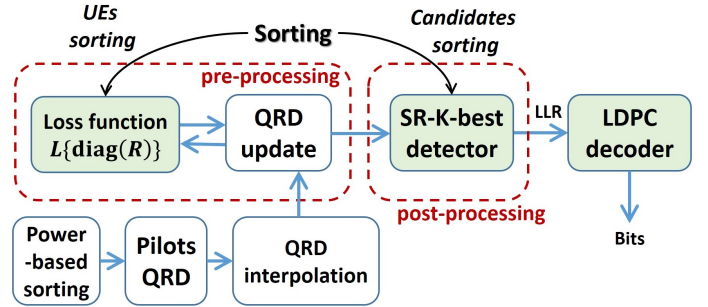 UEs
sorting
Sorting
Candidates
sorting
pre-processing
Loss function
L{diag(R)}
QRD
update
SR-K-best
detector
LLR
LDPC
decoder
post-processing
Bits
Power
-based
sorting
Pilots
QRD
QRD
interpolation